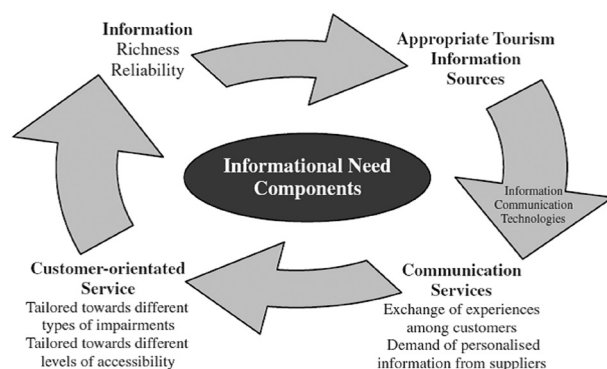 Information
Richness
Reliability
Appropriate Tourism
Information
Sources
Informational Need
Components
Information
Communication
Technologies
Customer-orientated
Service
Tailored towards different
types of impairments
Tailored towards different
levels of accessibility
Communication
Services
Exchange of experiences
among customers
Demand of personalised
information from suppliers